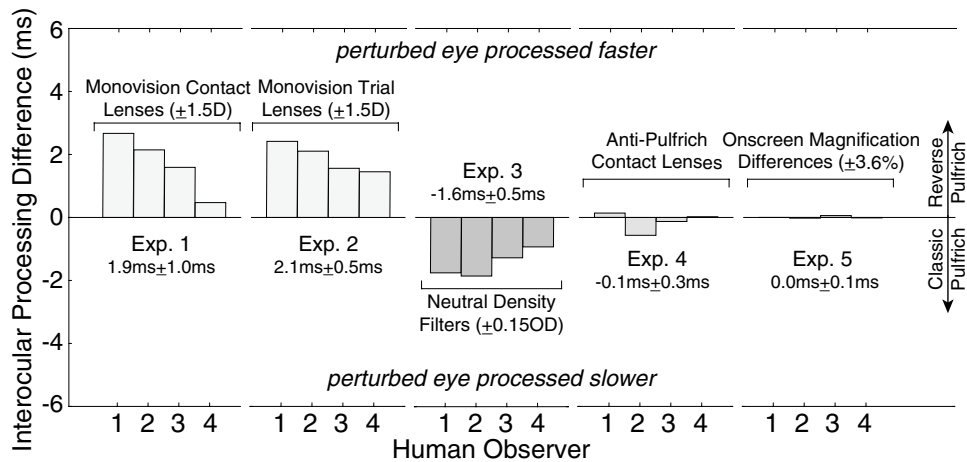 Interocular Processing Difference (ms)
6
4
2
0
-2
-4
-6
perturbed eye processed faster
Monovision Contact
Lenses (±1.5D)
Monovision Trial
Lenses (±1.5D)
Exp. 3
-1.6ms±0.5ms
Anti-Pulfrich
Contact Lenses
Onscreen Magnification
Differences (±3.6%)
Reverse
Pulfrich
Exp. 1
1.9ms±1.0ms
Exp. 2
2.1ms±0.5ms
Neutral Density
Filters (±0.15OD)
Exp. 4
-0.1ms±0.3ms
Exp. 5
0.0ms±0.1ms
Classic
Pulfrich
perturbed eye processed slower
1 2 3 4 1 2 3 4 1 2 3 4 1 2 3 4 1 2 3 4
Human Observer